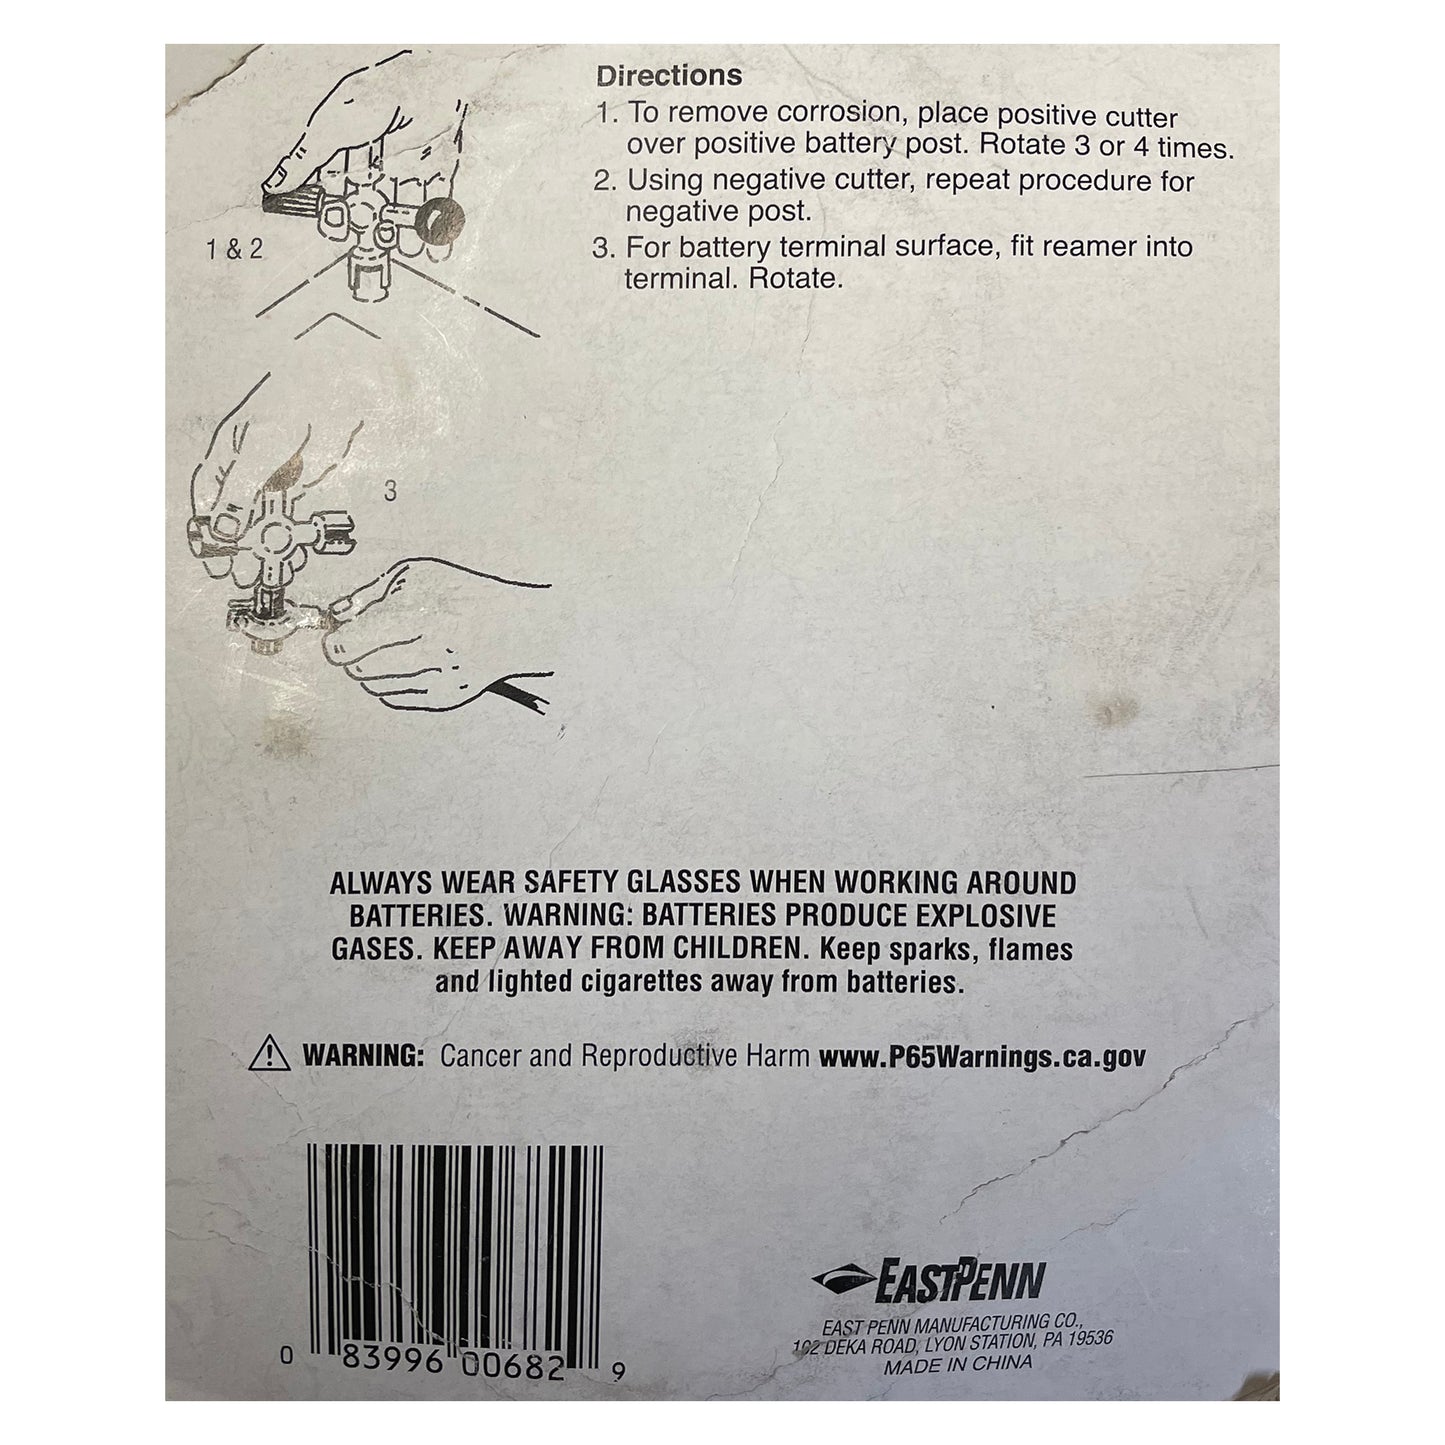 Directions
1. To remove corrosion, place positive cutter
over positive battery post. Rotate 3 or 4 times.
2. Using negative cutter, repeat procedure for
negative post.
3. For battery terminal surface, fit reamer into
terminal. Rotate.
1 & 2
3
ALWAYS WEAR SAFETY GLASSES WHEN WORKING AROUND
BATTERIES. WARNING: BATTERIES PRODUCE EXPLOSIVE
GASES. KEEP AWAY FROM CHILDREN. Keep sparks, flames
and lighted cigarettes away from batteries.
WARNING: Cancer and Reproductive Harm www.P65Warnings.ca.gov
0 83996 00682 9
EASTPENN
EAST PENN MANUFACTURING CO.,
102 DEKA ROAD, LYON STATION, PA 19536
MADE IN CHINA